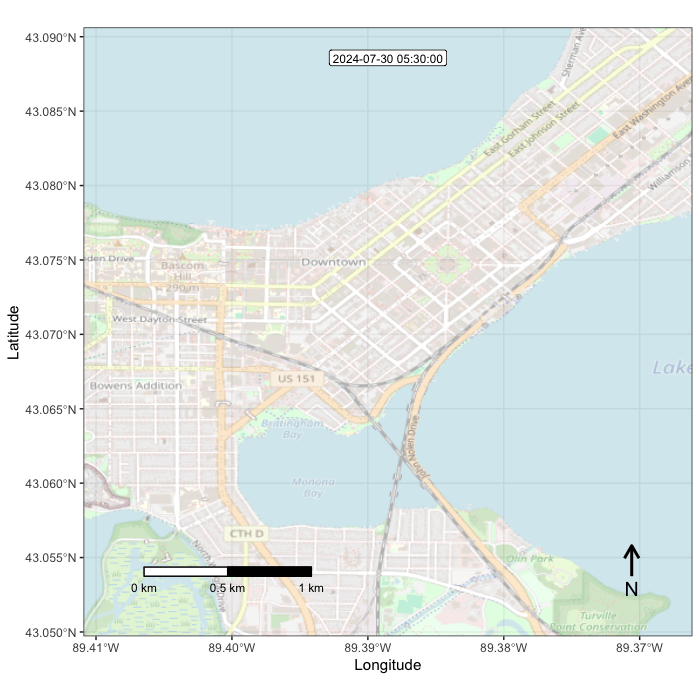 2024-07-30 05:30:00
43.090°N
43.085°N
43.080°N
43.075°N
43.070°N
43.065°N
43.060°N
43.055°N
43.050°N
Latitude
Sherman Ave
East Gorham Street
East Johnson Street
East Washington Ave
Williamson
Downtown
den Drive
Bascom
Hill
290 m
West Dayton Street
US 151
Bowens Addition
Lake
Brittingham
Bay
John Nolen Drive
Monona
Bay
CTH D
Olin Park
Turville
Point Conservation
0 km
0.5 km
1 km
N
89.41°W
89.40°W
89.39°W
89.38°W
89.37°W
Longitude